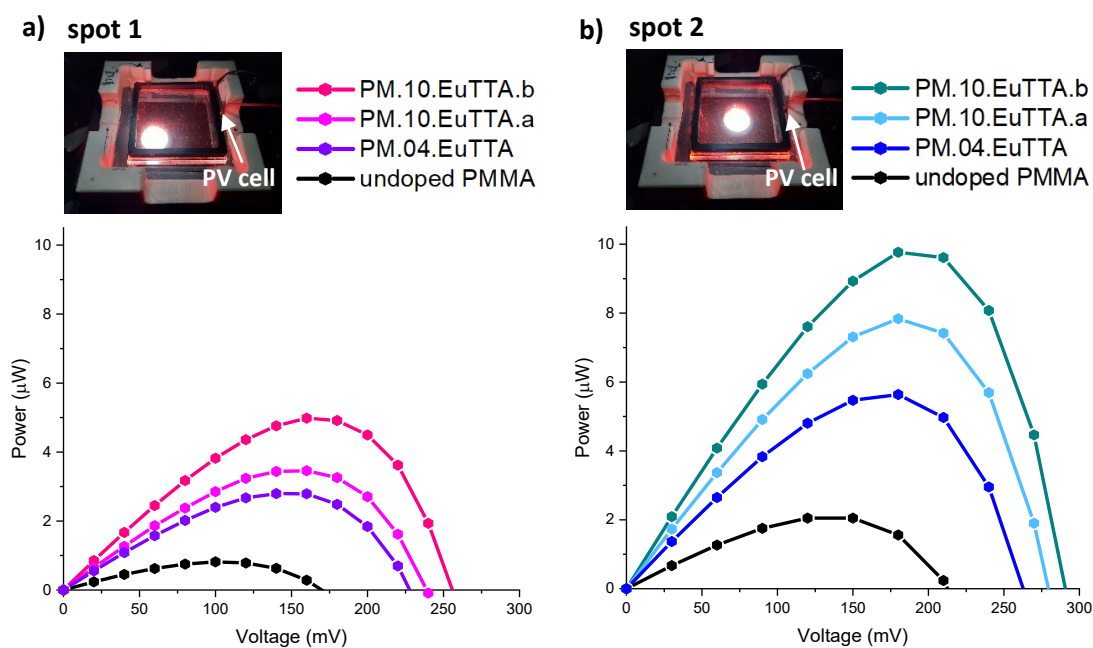 a) spot 1
PV cell
PM.10.EuTTA.b
PM.10.EuTTA.a
PM.04.EuTTA
undoped PMMA
10
8
6
4
2
0
Power (μW)
0 50 100 150 200 250 300
Voltage (mV)
b) spot 2
PV cell
PM.10.EuTTA.b
PM.10.EuTTA.a
PM.04.EuTTA
undoped PMMA
10
8
6
4
2
0
Power (μW)
0 50 100 150 200 250 300
Voltage (mV)